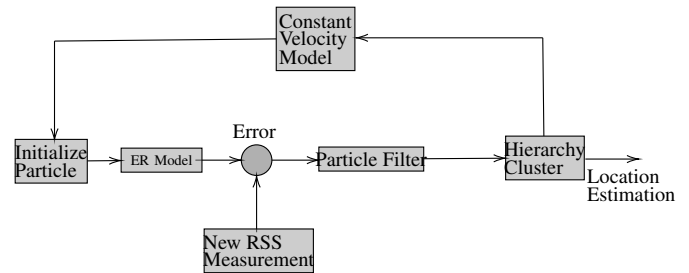 Constant
Velocity
Model
Error
Initialize
Particle
ER Model
Particle Filter
Hierarchy
Cluster
Location
Estimation
New RSS
Measurement